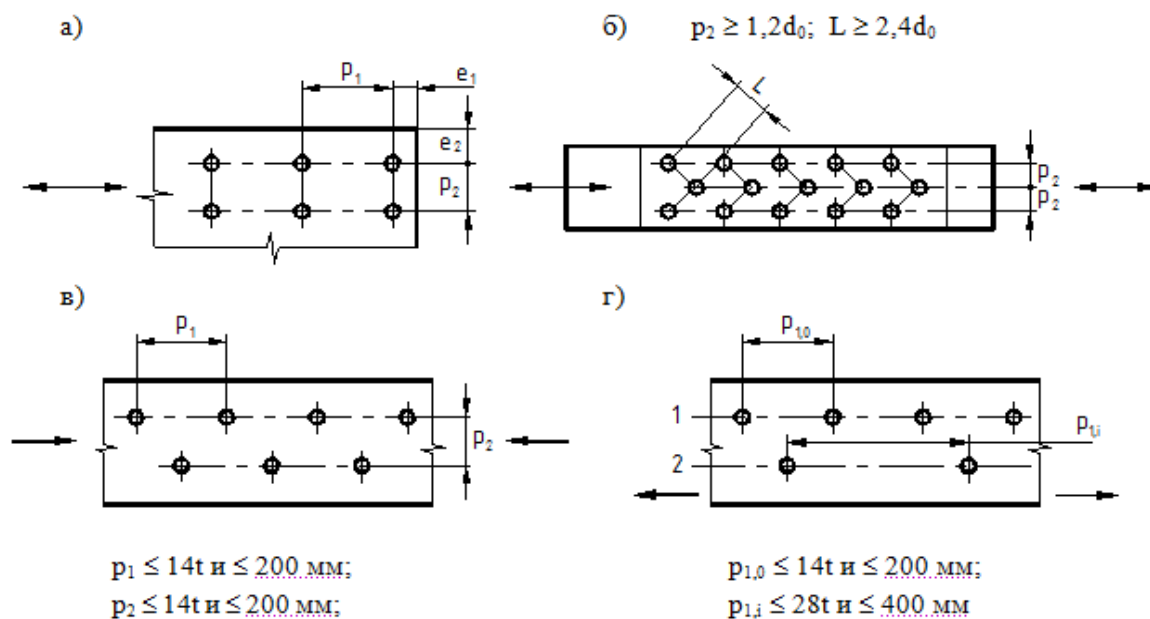 а)
p₁
e₁
e₂
p₂
б) p₂ ≥ 1,2d₀; L ≥ 2,4d₀
L
p₂
p₂
в)
p₁
p₂
p₁ ≤ 14t и ≤ 200 мм;
p₂ ≤ 14t и ≤ 200 мм;
г)
p₁,₀
1
p₁,i
2
p₁,₀ ≤ 14t и ≤ 200 мм;
p₁,i ≤ 28t и ≤ 400 мм